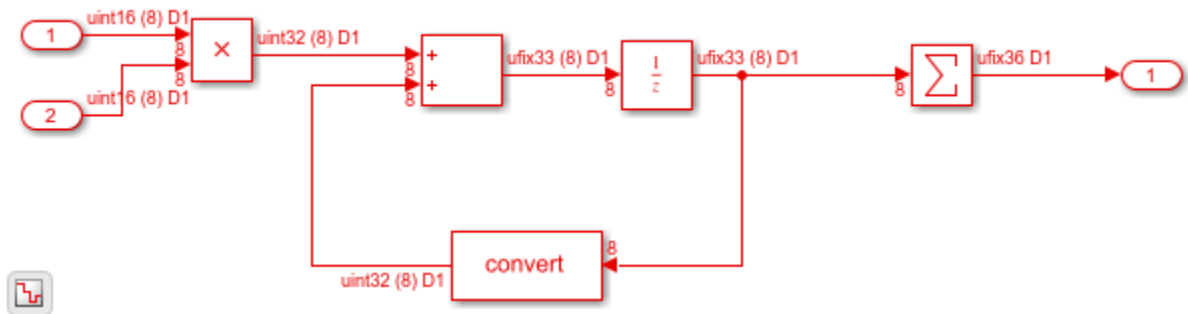 uint16 (8) D1
1
8
×
uint32 (8) D1
8
uint16 (8) D1
2
+
8
+
8
ufix33 (8) D1
8
1
z
ufix33 (8) D1
8
∑
ufix36 D1
1
8
convert
uint32 (8) D1